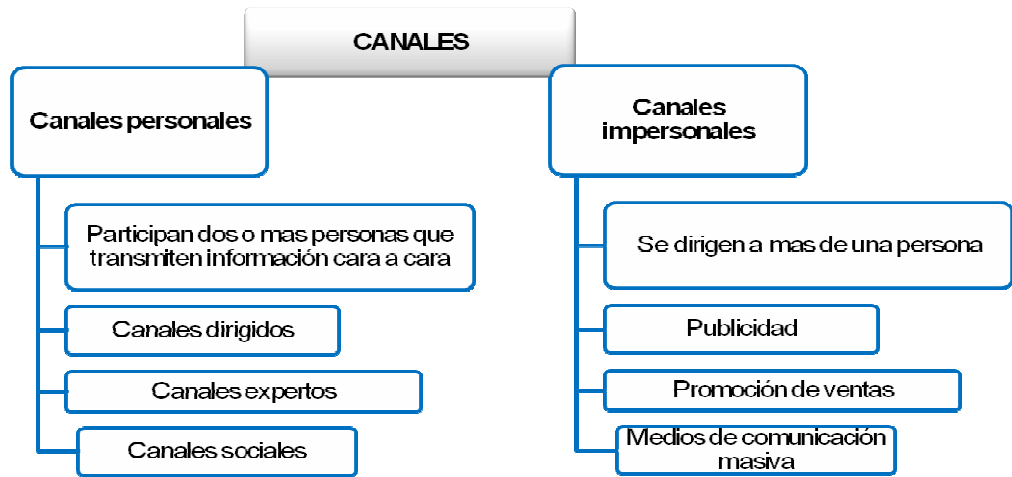 CANALES
Canales personales
Participan dos o mas personas que
transmiten información cara a cara
Canales dirigidos
Canales expertos
Canales sociales
Canales
impersonales
Se dirigen a mas de una persona
Publicidad
Promoción de ventas
Medios de comunicación
masiva